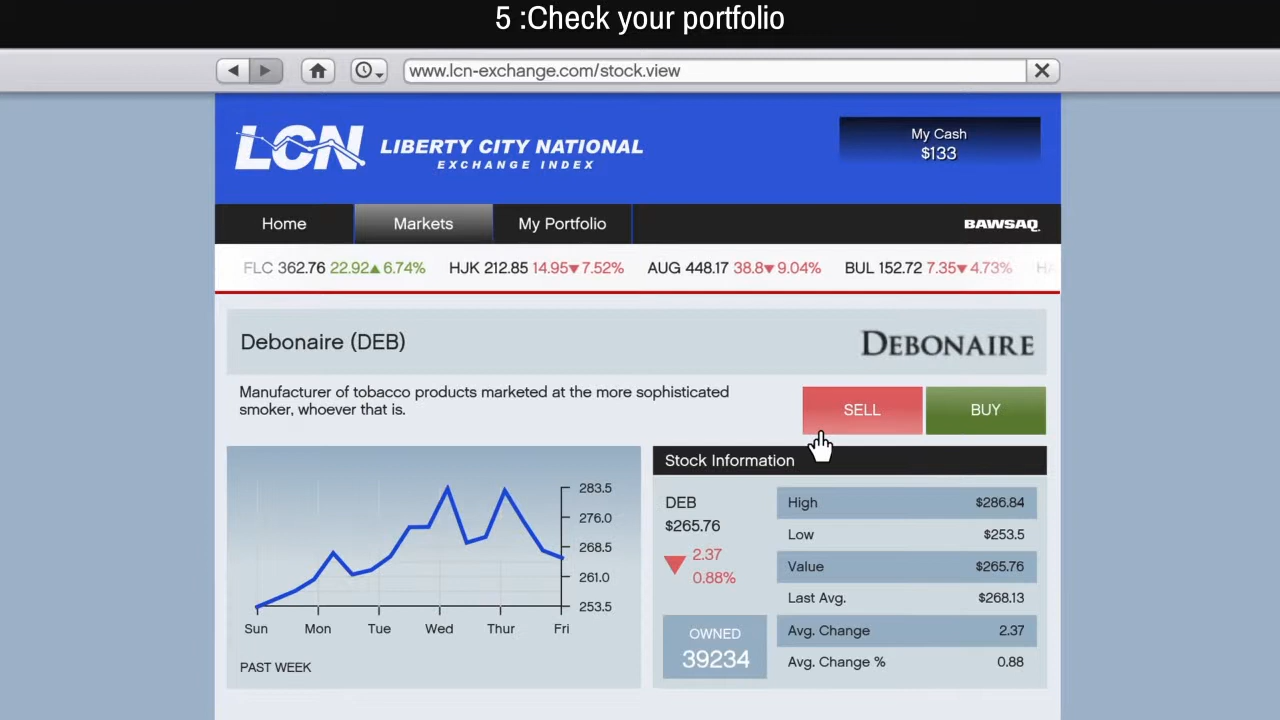 5 :Check your portfolio
www.lcn-exchange.com/stock.view
LCN LIBERTY CITY NATIONAL
EXCHANGE INDEX
My Cash
$133
Home Markets My Portfolio BAWSAQ
FLC 362.76 22.92▲6.74% HJK 212.85 14.95▼7.52% AUG 448.17 38.8▼9.04% BUL 152.72 7.35▼4.73%
Debonaire (DEB) DEBONAIRE
Manufacturer of tobacco products marketed at the more sophisticated
smoker, whoever that is.
SELL BUY
283.5
276.0
268.5
261.0
253.5
Sun Mon Tue Wed Thur Fri
PAST WEEK
Stock Information
DEB
$265.76
▼ 2.37
0.88%
OWNED
39234
High $286.84
Low $253.5
Value $265.76
Last Avg. $268.13
Avg. Change 2.37
Avg. Change % 0.88